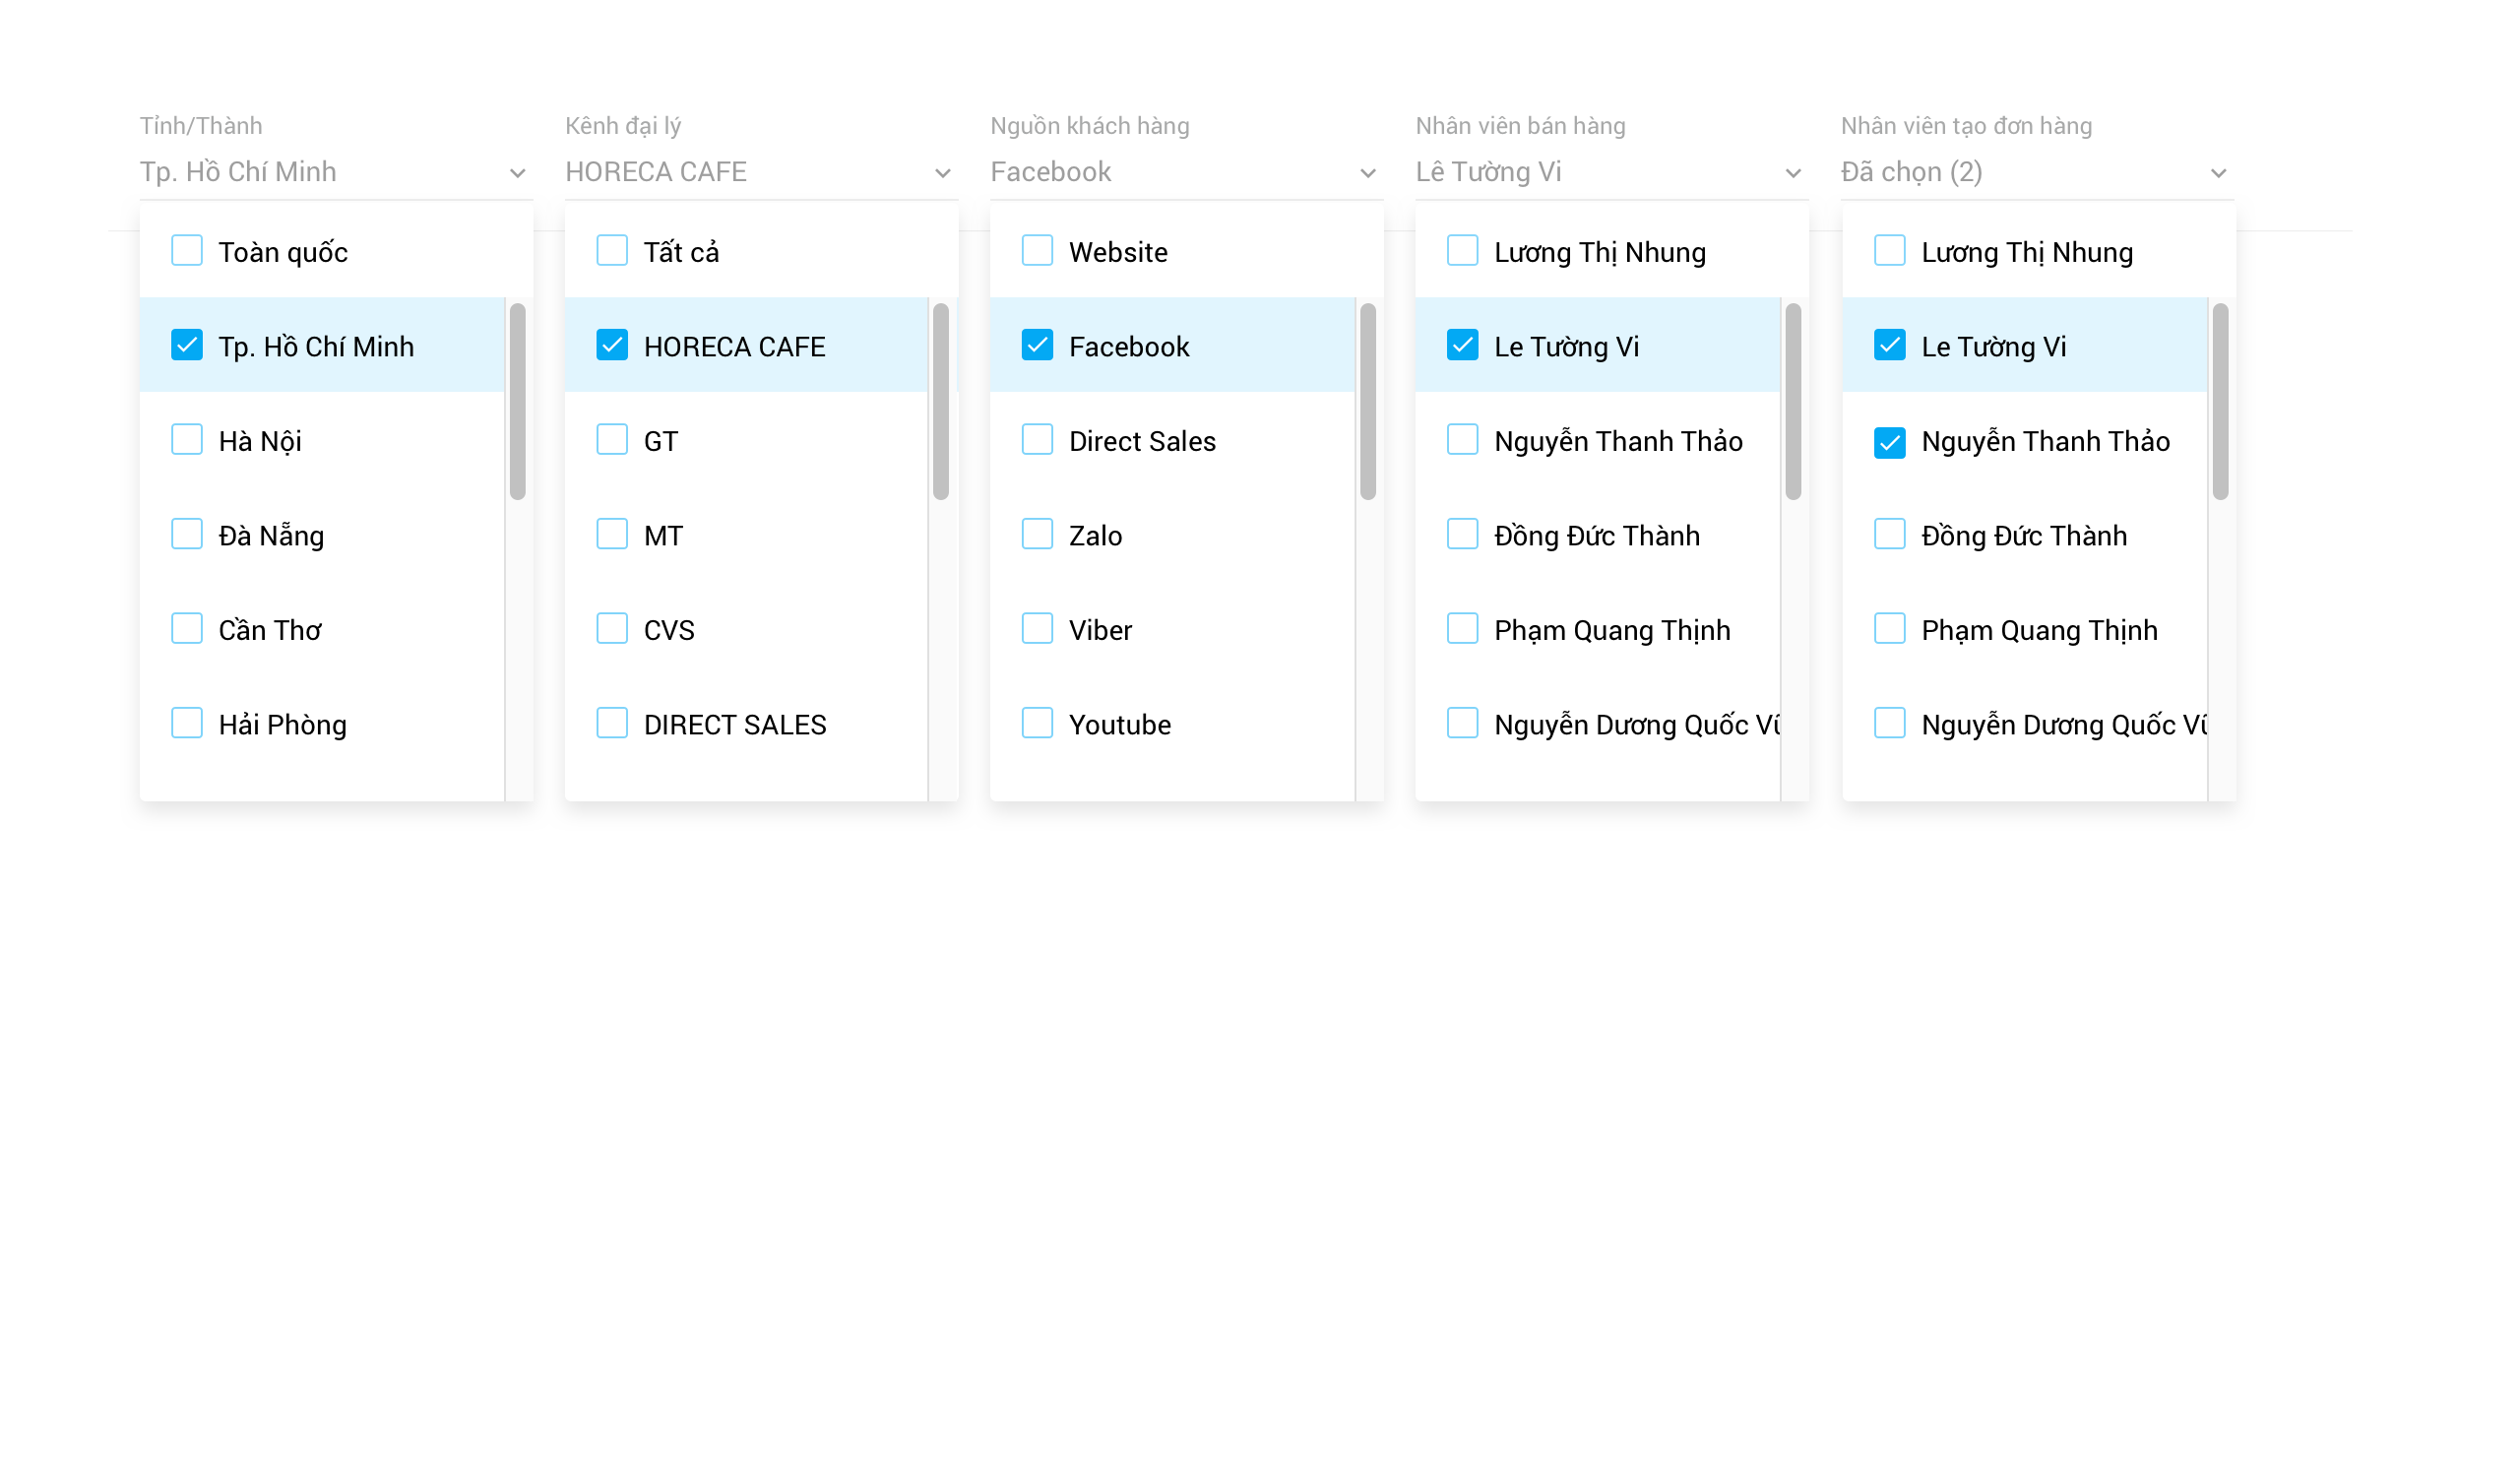 Tỉnh/Thành
Tp. Hồ Chí Minh
Toàn quốc
Tp. Hồ Chí Minh
Hà Nội
Đà Nẵng
Cần Thơ
Hải Phòng
Kênh đại lý
HORECA CAFE
Tất cả
HORECA CAFE
GT
MT
CVS
DIRECT SALES
Nguồn khách hàng
Facebook
Website
Facebook
Direct Sales
Zalo
Viber
Youtube
Nhân viên bán hàng
Lê Tường Vi
Lương Thị Nhung
Le Tường Vi
Nguyễn Thanh Thảo
Đồng Đức Thành
Phạm Quang Thịnh
Nguyễn Dương Quốc Vũ
Nhân viên tạo đơn hàng
Đã chọn (2)
Lương Thị Nhung
Le Tường Vi
Nguyễn Thanh Thảo
Đồng Đức Thành
Phạm Quang Thịnh
Nguyễn Dương Quốc Vũ